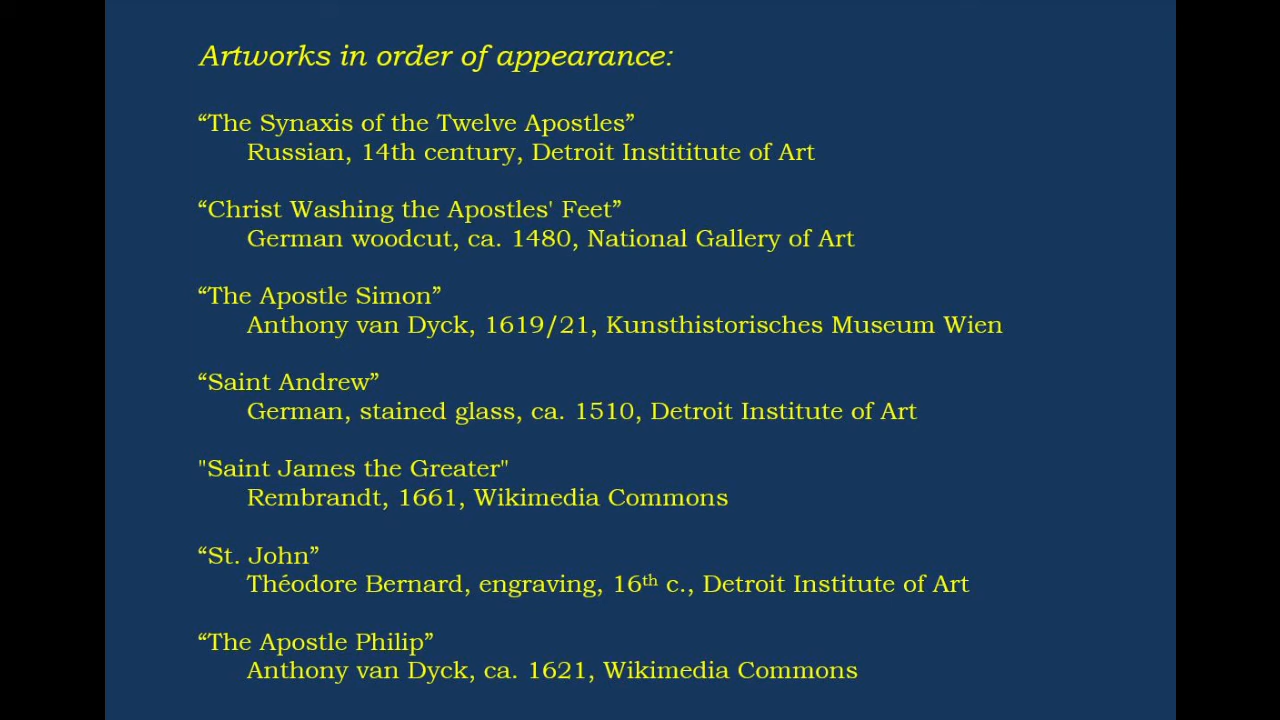 Artworks in order of appearance:
“The Synaxis of the Twelve Apostles”
Russian, 14th century, Detroit Instititute of Art
“Christ Washing the Apostles' Feet”
German woodcut, ca. 1480, National Gallery of Art
“The Apostle Simon”
Anthony van Dyck, 1619/21, Kunsthistorisches Museum Wien
“Saint Andrew”
German, stained glass, ca. 1510, Detroit Institute of Art
"Saint James the Greater"
Rembrandt, 1661, Wikimedia Commons
“St. John”
Théodore Bernard, engraving, 16th c., Detroit Institute of Art
“The Apostle Philip”
Anthony van Dyck, ca. 1621, Wikimedia Commons